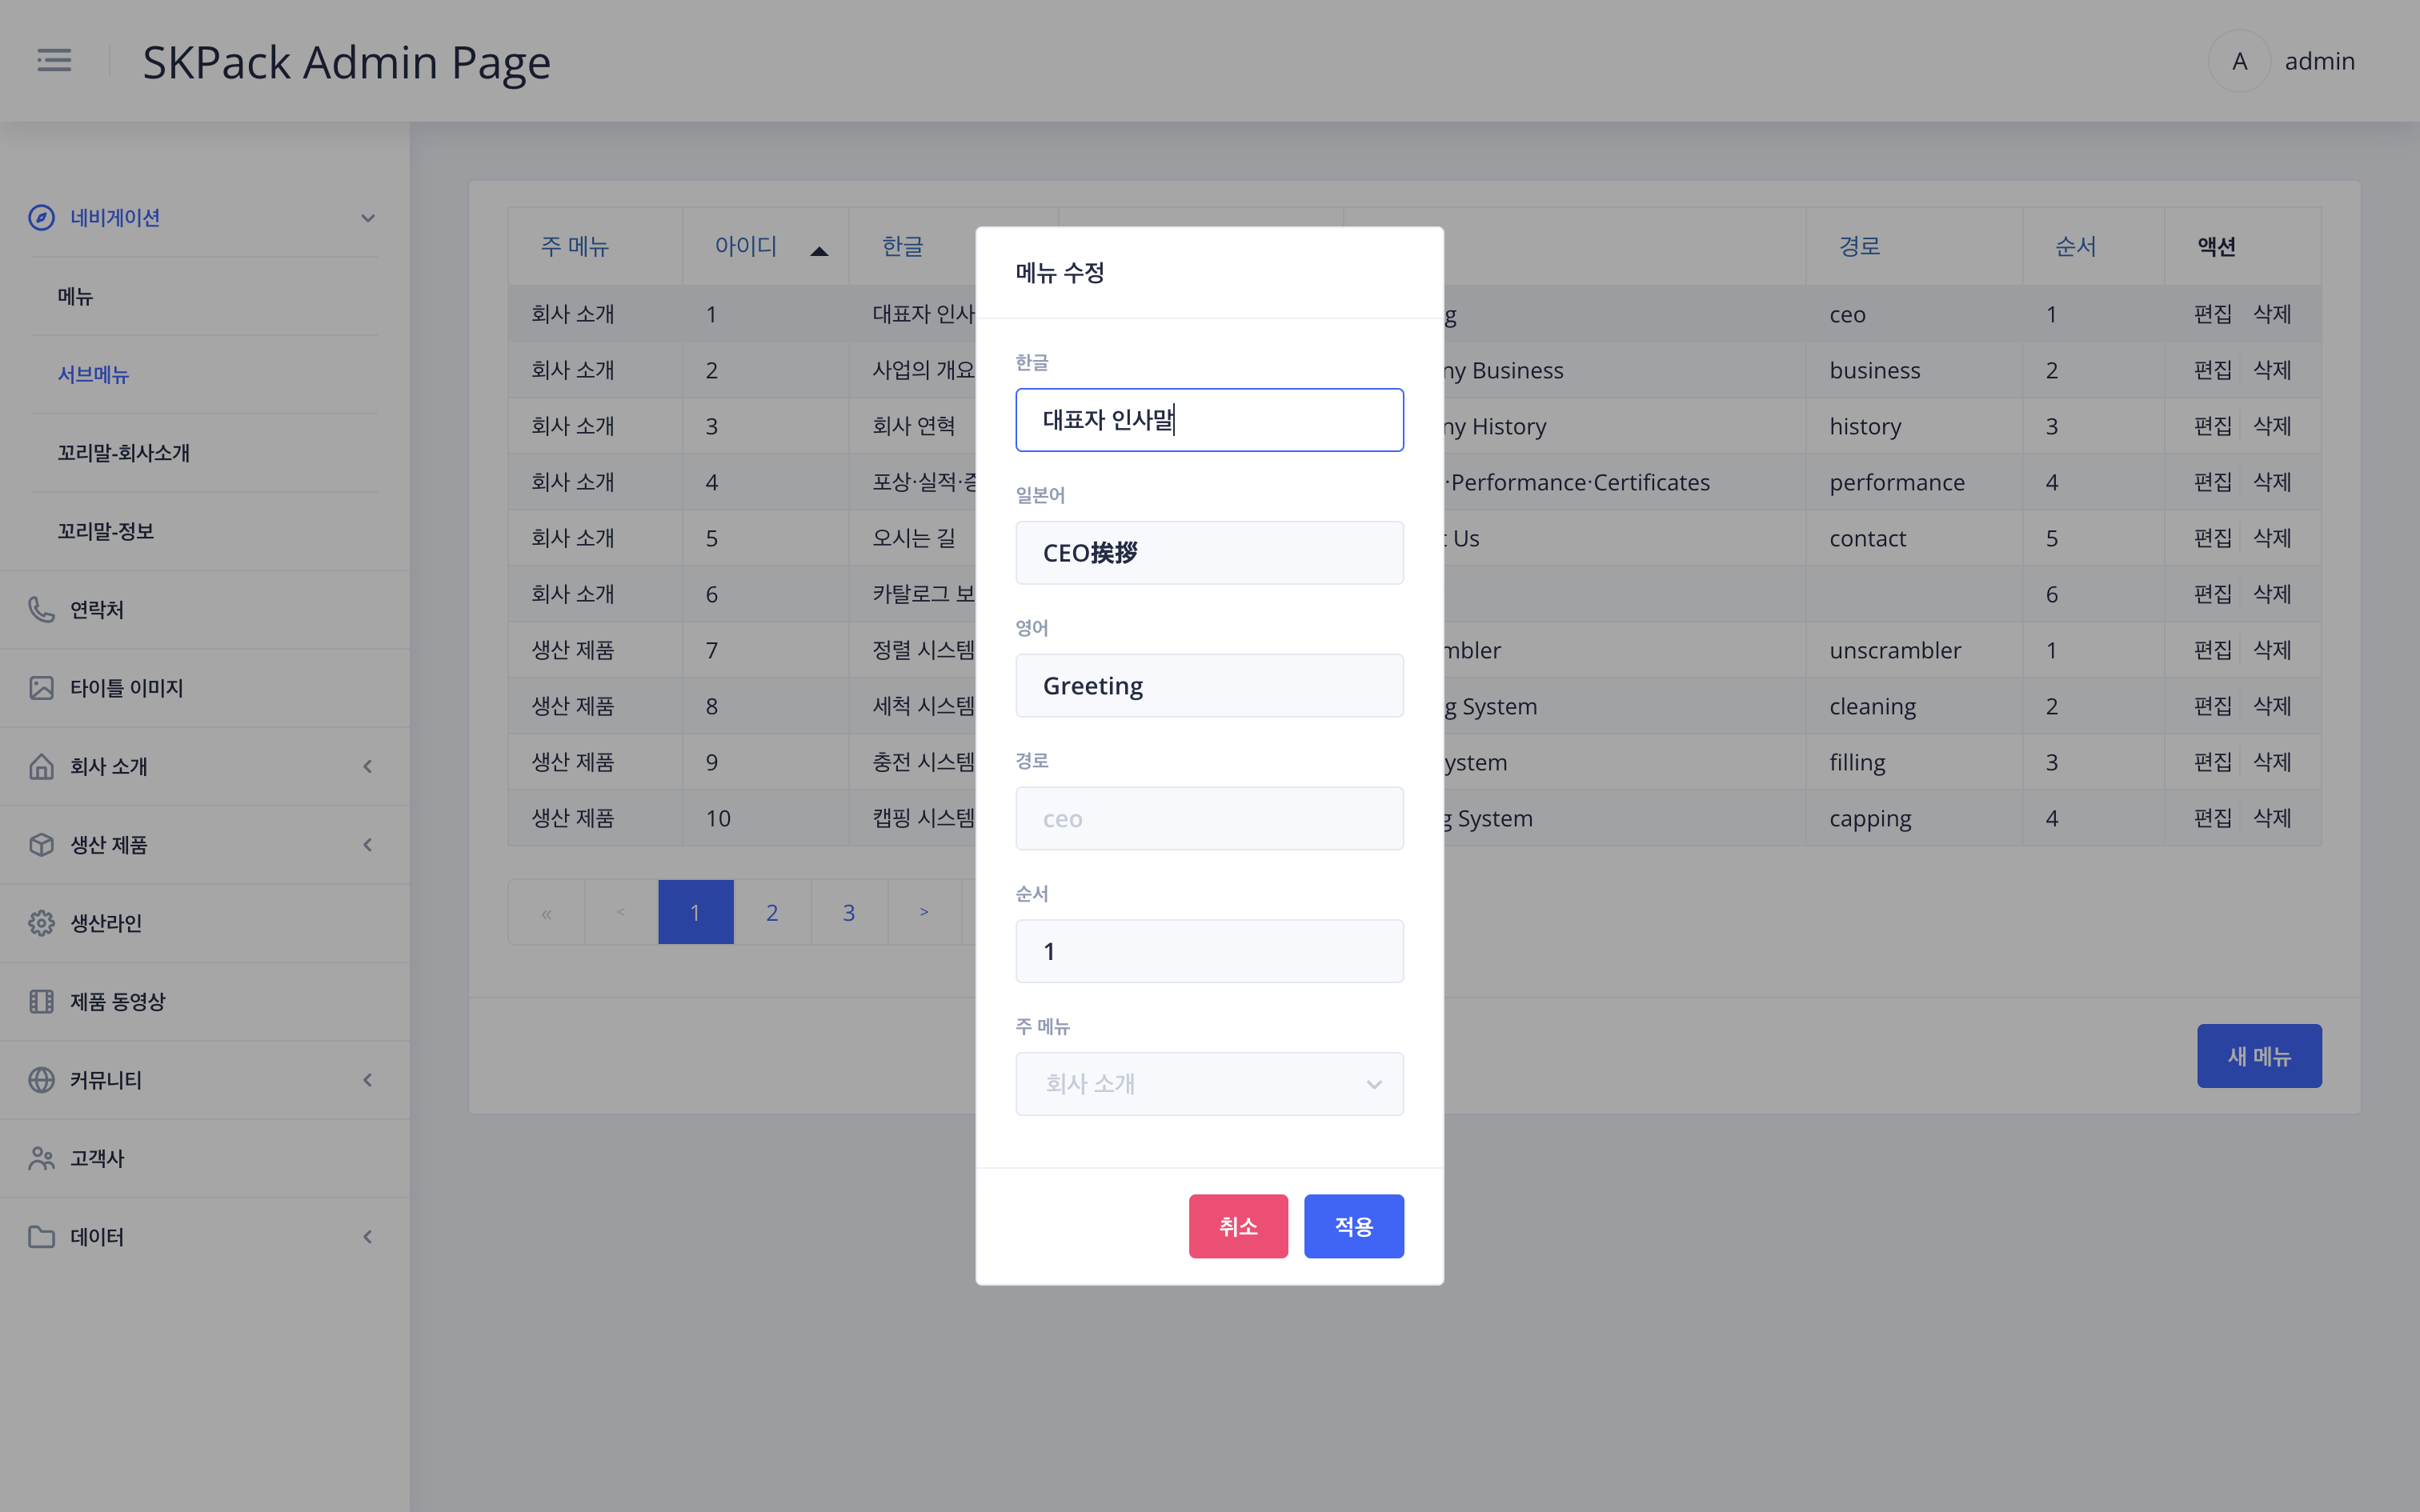 SKPack Admin Page
A admin
네비게이션
메뉴
서브메뉴
꼬리말-회사소개
꼬리말-정보
연락처
타이틀 이미지
회사 소개
생산 제품
생산라인
제품 동영상
커뮤니티
고객사
데이터
주 메뉴 아이디 한글 경로 순서 액션
회사 소개 1 대표자 인사 ceo 1 편집 삭제
회사 소개 2 사업의 개요 Business business 2 편집 삭제
회사 소개 3 회사 연혁 History history 3 편집 삭제
회사 소개 4 포상·실적· ·Performance·Certificates performance 4 편집 삭제
회사 소개 5 오시는 길 Us contact 5 편집 삭제
회사 소개 6 카탈로그 보 6 편집 삭제
생산 제품 7 정렬 시스템 mbler unscrambler 1 편집 삭제
생산 제품 8 세척 시스템 g System cleaning 2 편집 삭제
생산 제품 9 충전 시스템 ystem filling 3 편집 삭제
생산 제품 10 캡핑 시스템 g System capping 4 편집 삭제
« < 1 2 3 >
새 메뉴
메뉴 수정
한글
대표자 인사말
일본어
CEO挨拶
영어
Greeting
경로
ceo
순서
1
주 메뉴
회사 소개
취소 적용